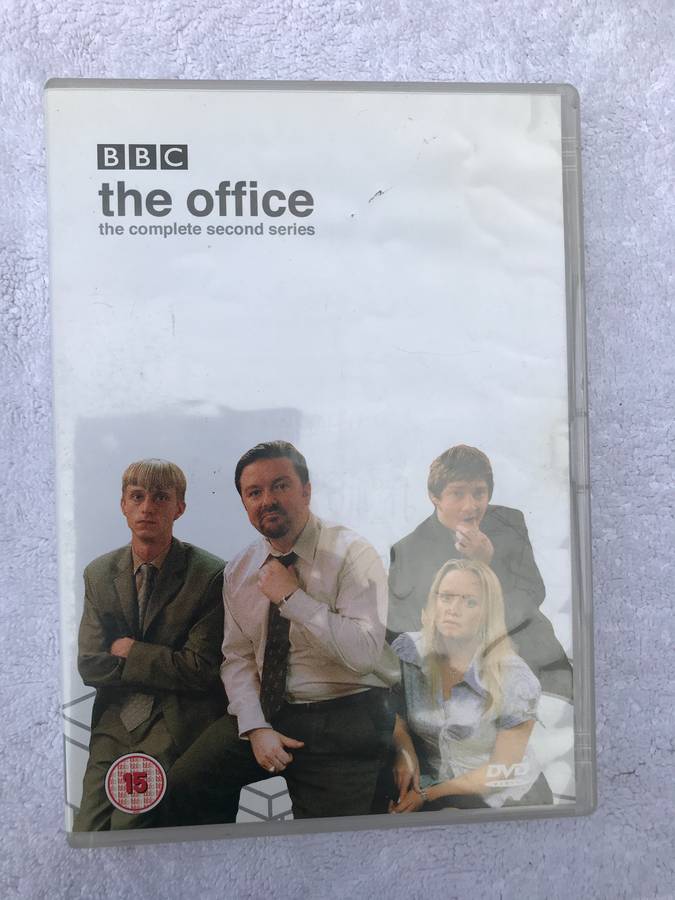 BBC
the office
the complete second series
15
DVD